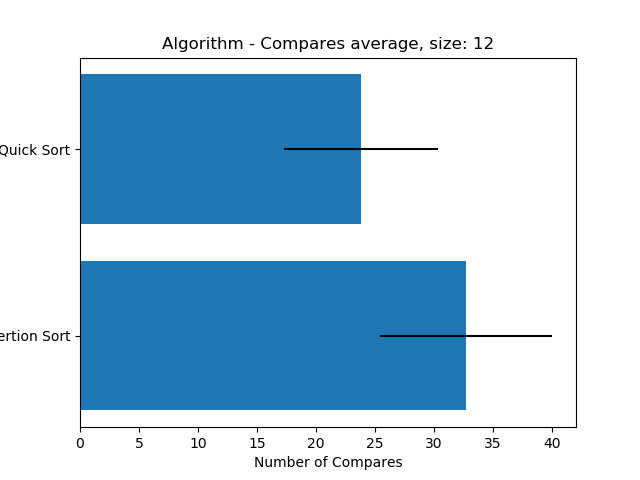 Algorithm - Compares average, size: 12
Quick Sort
ertion Sort
0 5 10 15 20 25 30 35 40
Number of Compares